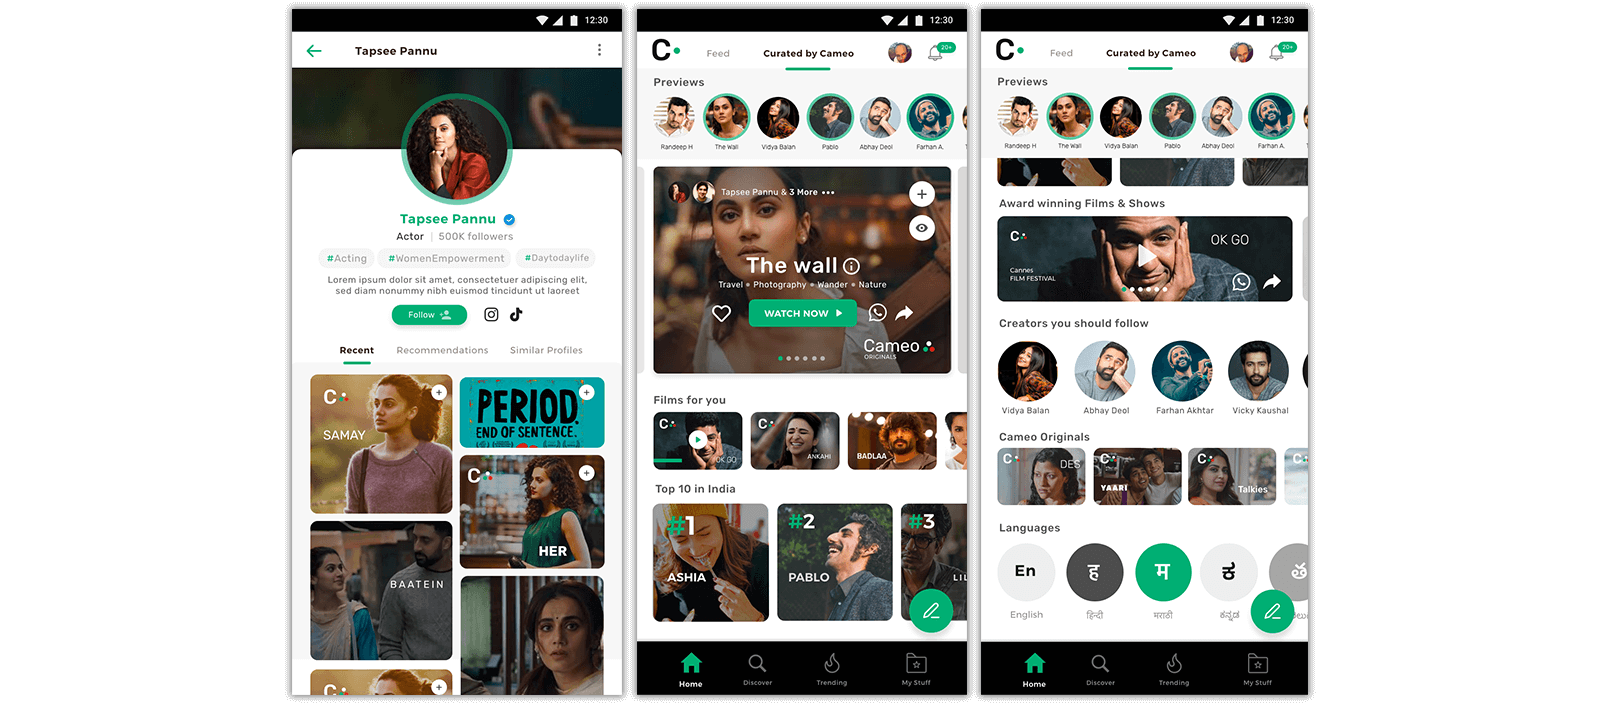 12:30
Tapsee Pannu
Tapsee Pannu
Actor | 500K followers
#Acting #WomenEmpowerment #Daytodaylife
Lorem ipsum dolor sit amet, consectetuer adipiscing elit,
sed diam nonummy nibh euismod tincidunt ut laoreet
Follow
Recent Recommendations Similar Profiles
C
SAMAY
PERIOD.
END OF SENTENCE.
C
HER
BAATEIN
C
12:30
C
Feed Curated by Cameo
20+
Previews
Randeep H The Wall Vidya Balan Pablo Abhay Deol Farhan A.
Tapsee Pannu & 3 More
The wall
Travel • Photography • Wander • Nature
WATCH NOW
Cameo
ORIGINALS
Films for you
C
OK GO
C
ANKAHI
BADLAA
Top 10 in India
#1
ASHIA
#2
PABLO
#3
LIL
Home Discover Trending My Stuff
12:30
C
Feed Curated by Cameo
20+
Previews
Randeep H The Wall Vidya Balan Pablo Abhay Deol Farhan A.
Award winning Films & Shows
C
OK GO
Cannes
FILM FESTIVAL
Creators you should follow
Vidya Balan Abhay Deol Farhan Akhtar Vicky Kaushal
Cameo Originals
C
DES
C
YAARI
C
Talkies
C
Languages
En ह म ಕ త
English हिन्दी मराठी ಕನ್ನಡ
Home Discover Trending My Stuff